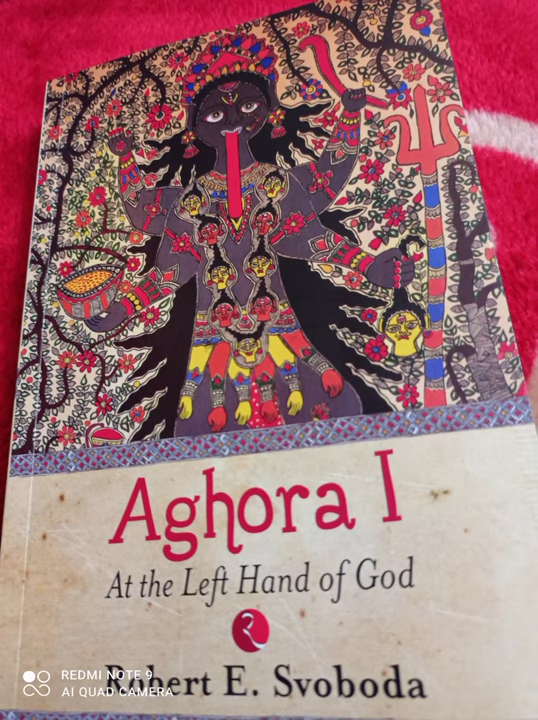 Aghora I
At the Left Hand of God
Robert E. Svoboda
REDMI NOTE 9
AI QUAD CAMERA